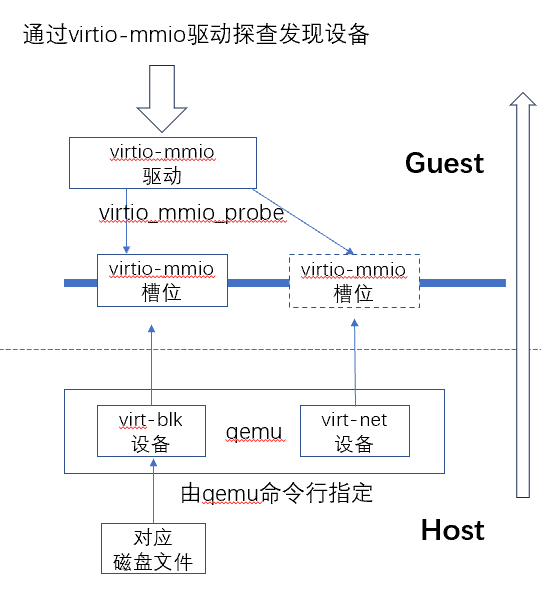 通过virtio-mmio驱动探查发现设备
virtio-mmio
驱动
Guest
virtio_mmio_probe
virtio-mmio
槽位
virtio-mmio
槽位
virt-blk
设备
qemu
virt-net
设备
由qemu命令行指定
Host
对应
磁盘文件